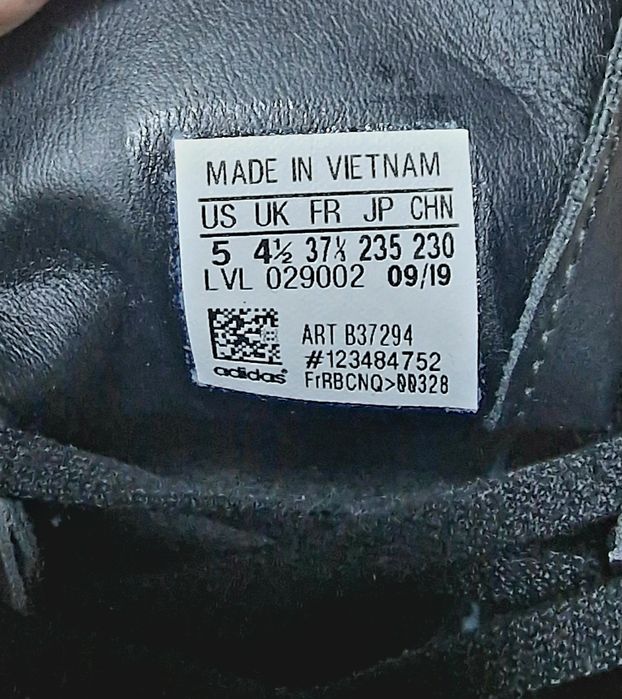 MADE IN VIETNAM
US UK FR JP CHN
5 4½ 37⅓ 235 230
LVL 029002 09/19
ART B37294
#123484752
adidas FrRBCNQ>00328